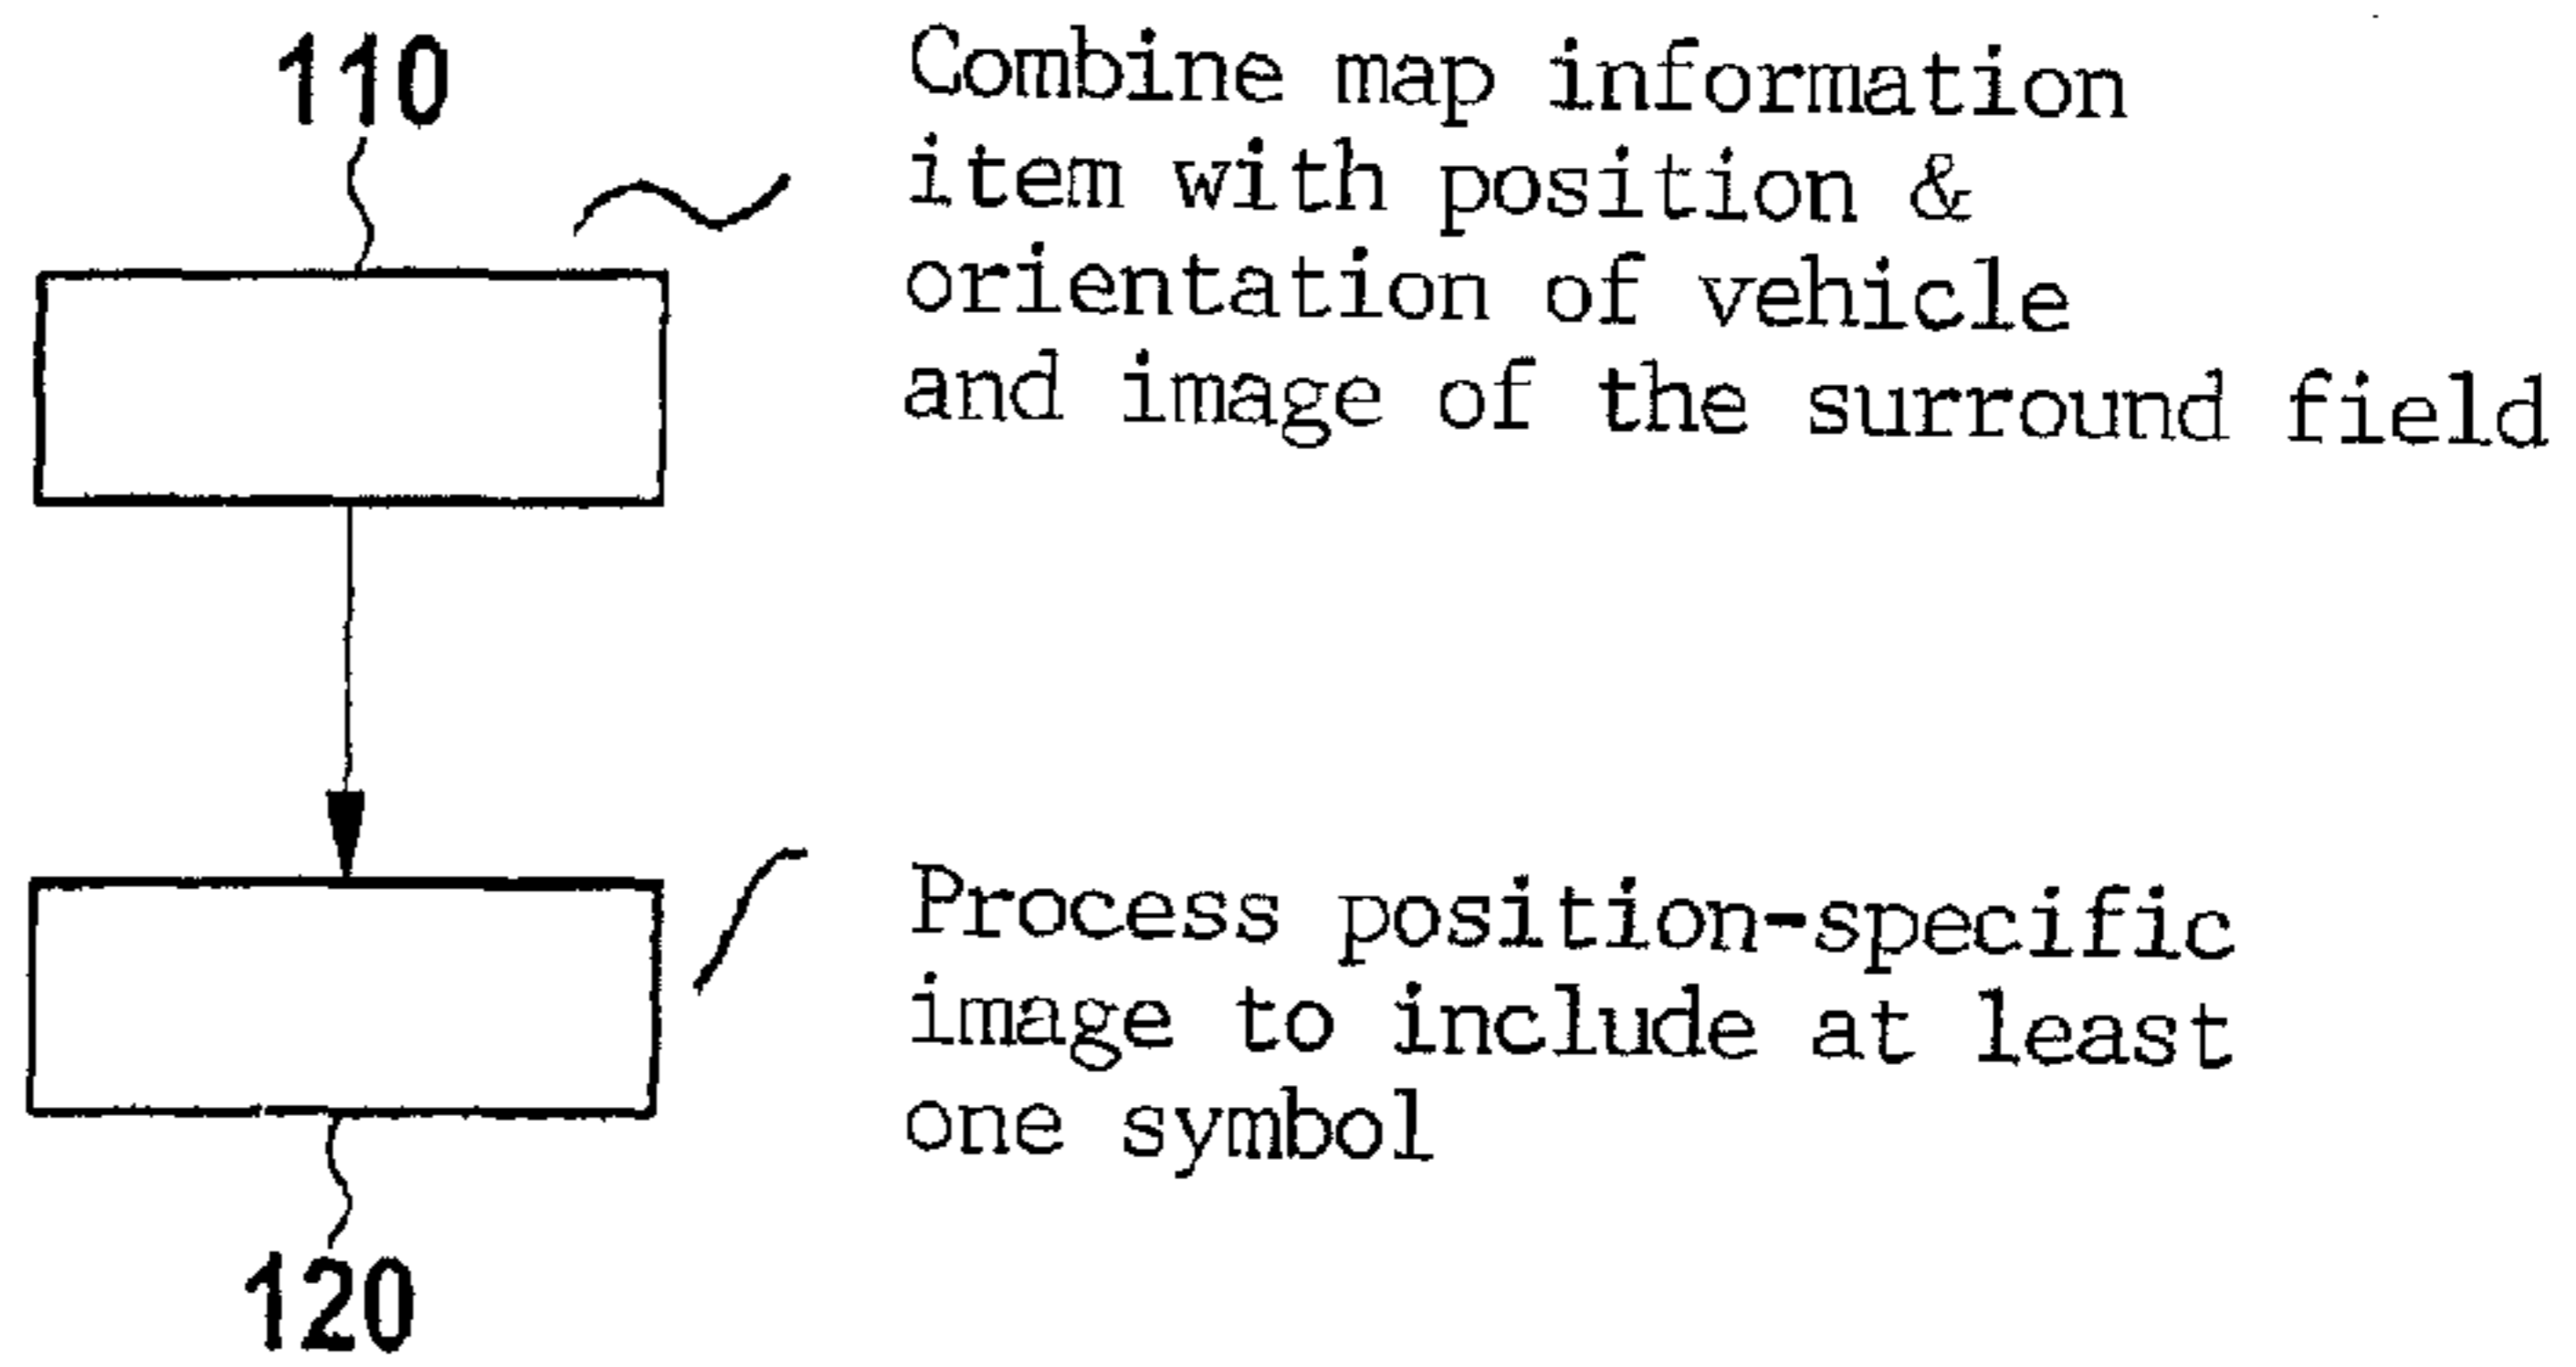 110
Combine map information
item with position &
orientation of vehicle
and image of the surround field
Process position-specific
image to include at least
one symbol
120